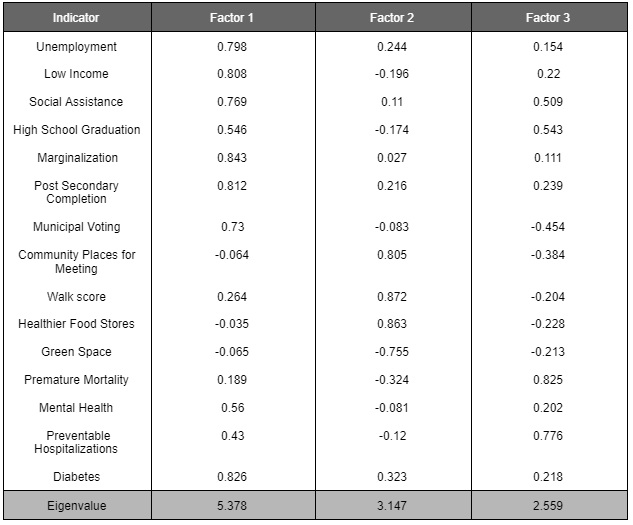 Indicator Factor 1 Factor 2 Factor 3
Unemployment 0.798 0.244 0.154
Low Income 0.808 -0.196 0.22
Social Assistance 0.769 0.11 0.509
High School Graduation 0.546 -0.174 0.543
Marginalization 0.843 0.027 0.111
Post Secondary 0.812 0.216 0.239
Completion
Municipal Voting 0.73 -0.083 -0.454
Community Places for -0.064 0.805 -0.384
Meeting
Walk score 0.264 0.872 -0.204
Healthier Food Stores -0.035 0.863 -0.228
Green Space -0.065 -0.755 -0.213
Premature Mortality 0.189 -0.324 0.825
Mental Health 0.56 -0.081 0.202
Preventable 0.43 -0.12 0.776
Hospitalizations
Diabetes 0.826 0.323 0.218
Eigenvalue 5.378 3.147 2.559